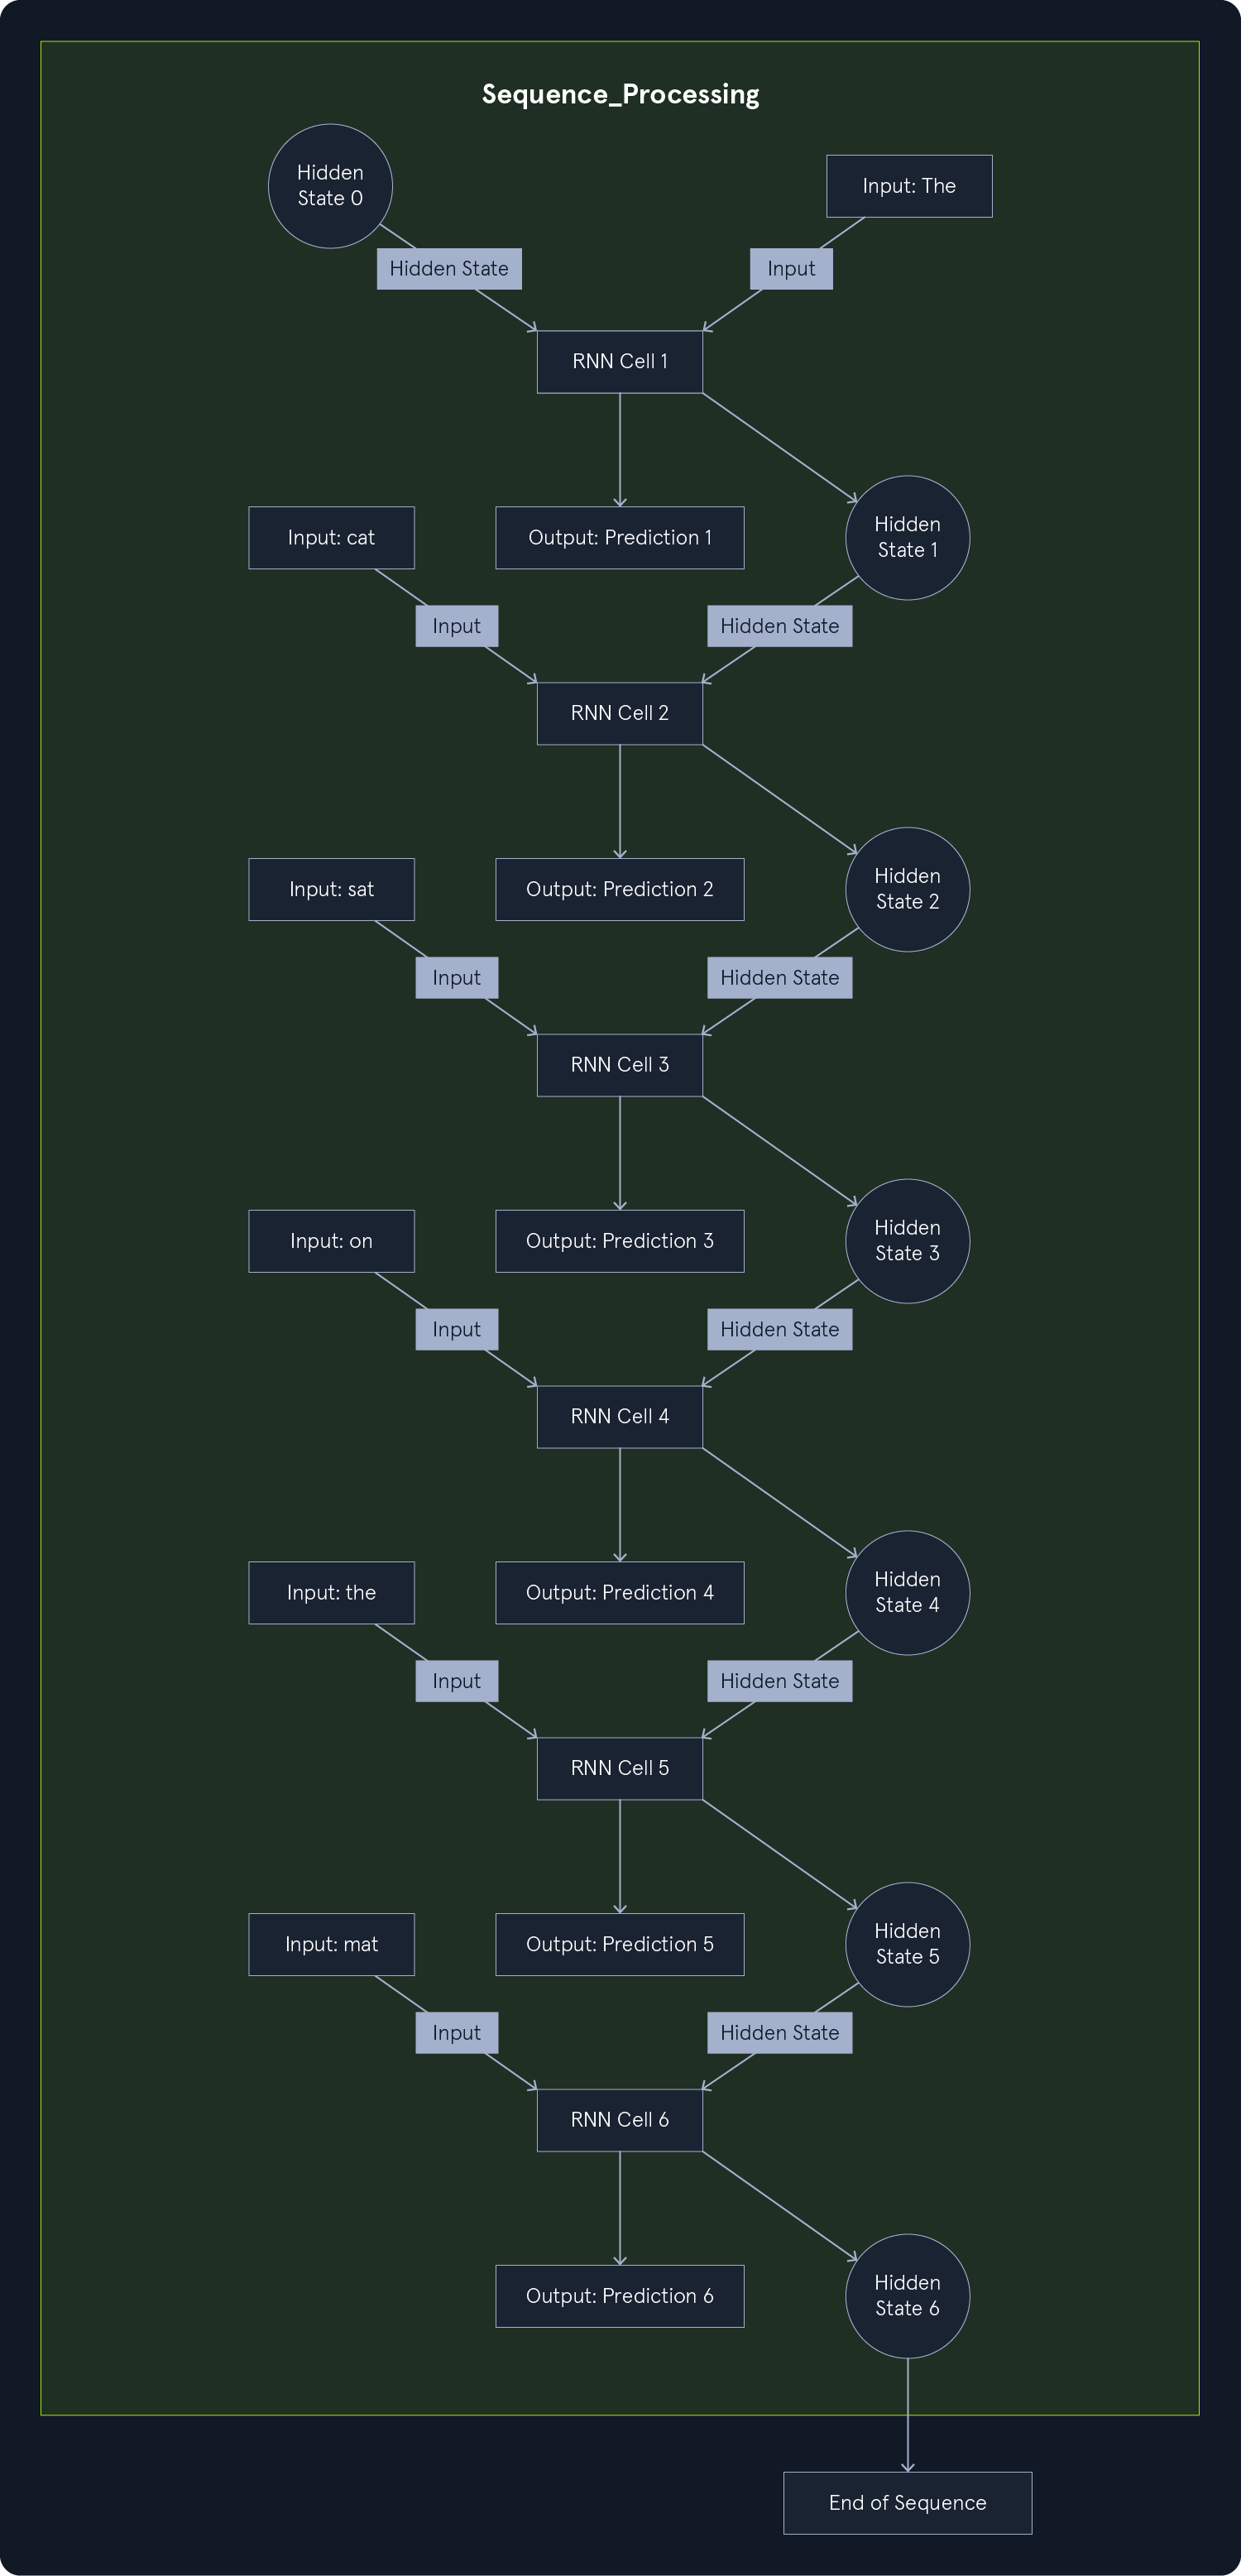 Sequence_Processing
Hidden
State 0
Input: The
Hidden State
Input
RNN Cell 1
Input: cat
Output: Prediction 1
Hidden
State 1
Input
Hidden State
RNN Cell 2
Input: sat
Output: Prediction 2
Hidden
State 2
Input
Hidden State
RNN Cell 3
Input: on
Output: Prediction 3
Hidden
State 3
Input
Hidden State
RNN Cell 4
Input: the
Output: Prediction 4
Hidden
State 4
Input
Hidden State
RNN Cell 5
Input: mat
Output: Prediction 5
Hidden
State 5
Input
Hidden State
RNN Cell 6
Output: Prediction 6
Hidden
State 6
End of Sequence